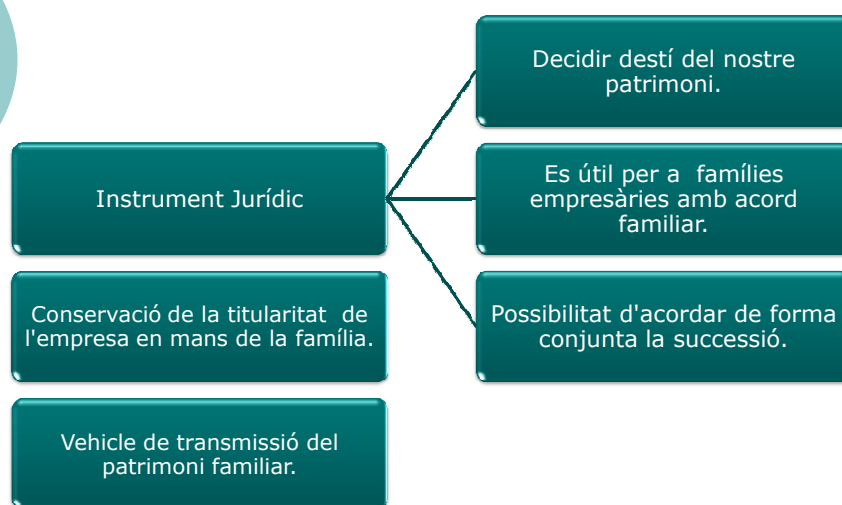 Instrument Jurídic
Decidir destí del nostre
patrimoni.
Es útil per a famílies
empresàries amb acord
familiar.
Possibilitat d'acordar de forma
conjunta la successió.
Conservació de la titularitat de
l'empresa en mans de la família.
Vehicle de transmissió del
patrimoni familiar.